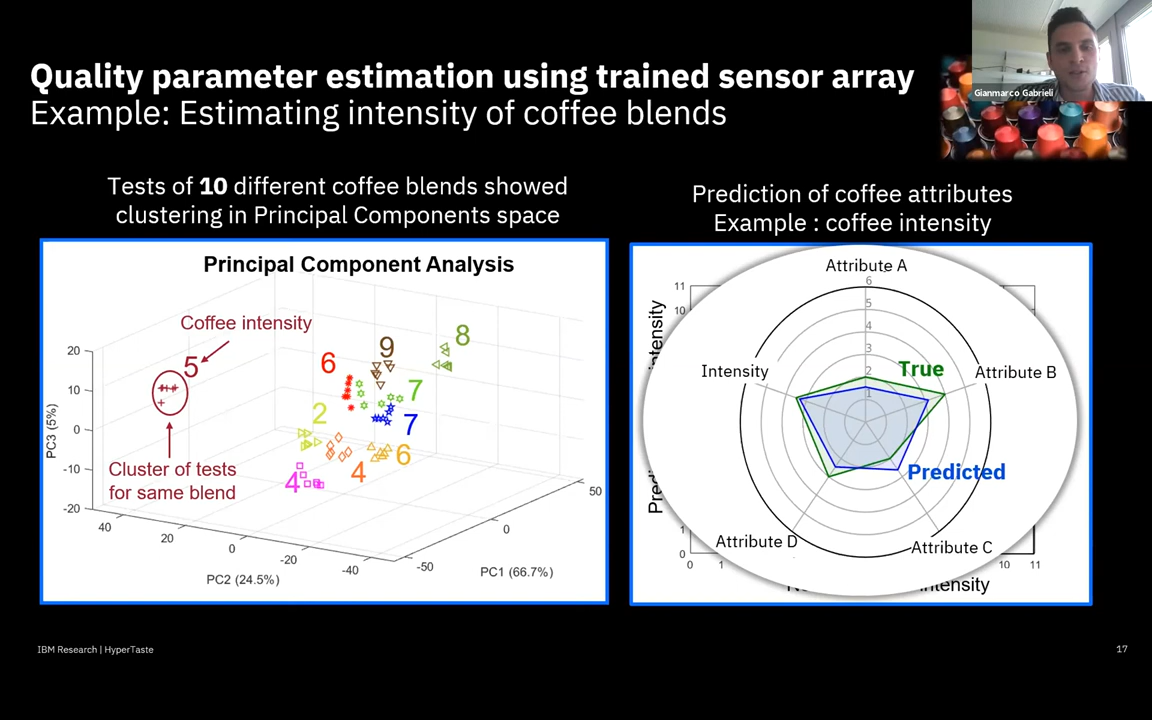 Gianmarco Gabrieli
Quality parameter estimation using trained sensor array
Example: Estimating intensity of coffee blends
Tests of 10 different coffee blends showed
clustering in Principal Components space
Prediction of coffee attributes
Example : coffee intensity
Principal Component Analysis
Coffee intensity
5
Cluster of tests
for same blend
6
9
8
7
7
2
6
4
4
20
10
0
-10
-20
PC3 (5%)
40
20
0
-20
-40
PC2 (24.5%)
-50
0
50
PC1 (66.7%)
Attribute A
6
5
4
3
2
1
True
Predicted
Intensity
Attribute B
Attribute C
Attribute D
11
10
1
0
0
1
10
11
IBM Research | HyperTaste
17